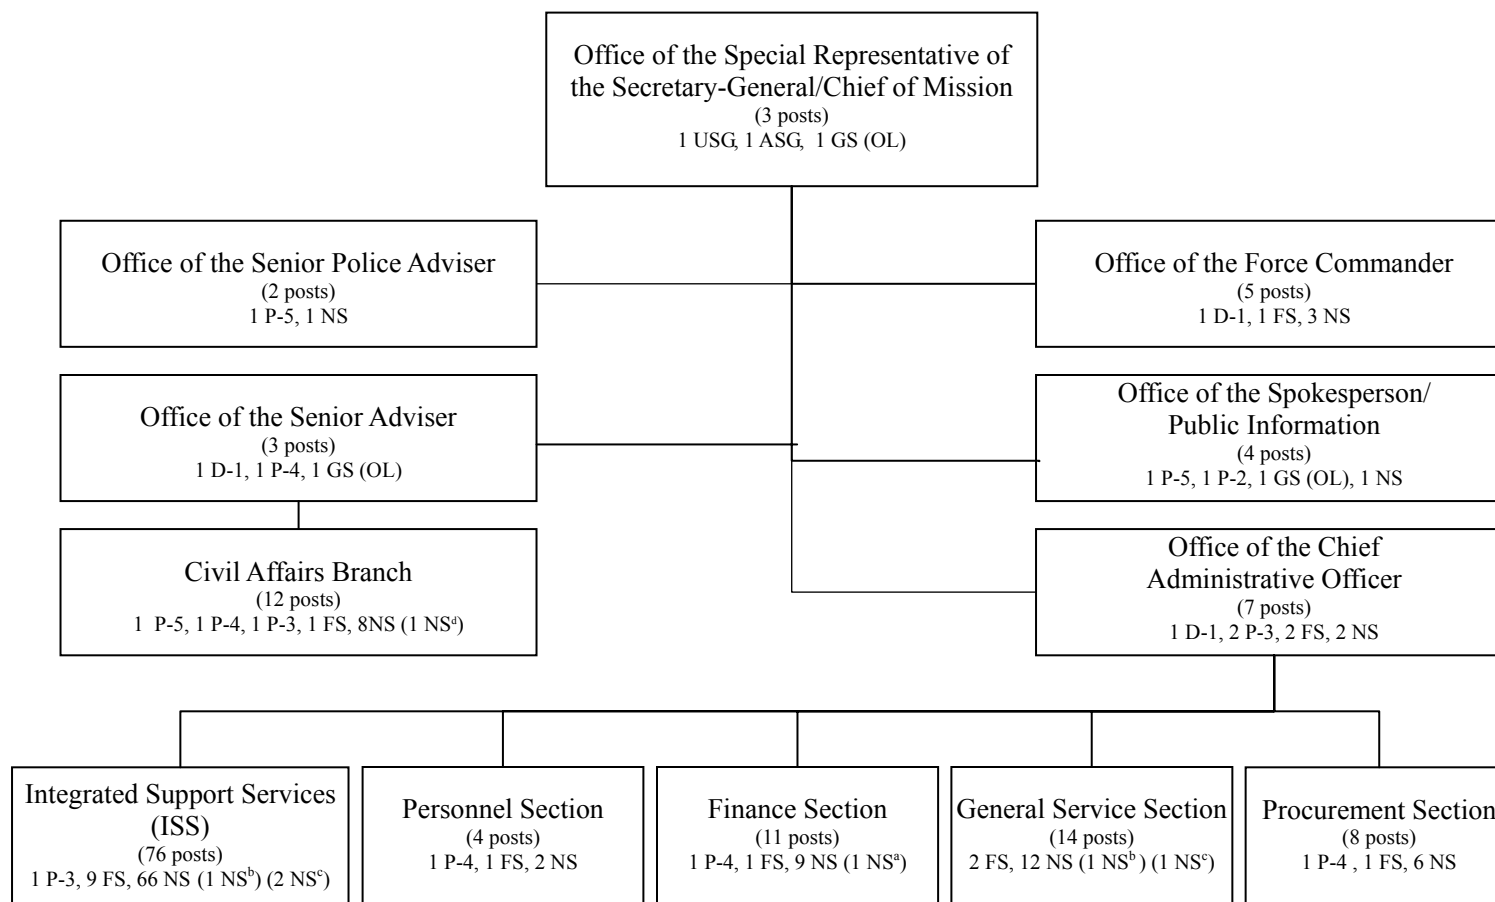 Office of the Special Representative of
the Secretary-General/Chief of Mission
(3 posts)
1 USG, 1 ASG, 1 GS (OL)
Office of the Senior Police Adviser
(2 posts)
1 P-5, 1 NS
Office of the Force Commander
(5 posts)
1 D-1, 1 FS, 3 NS
Office of the Senior Adviser
(3 posts)
1 D-1, 1 P-4, 1 GS (OL)
Office of the Spokesperson/
Public Information
(4 posts)
1 P-5, 1 P-2, 1 GS (OL), 1 NS
Civil Affairs Branch
(12 posts)
1 P-5, 1 P-4, 1 P-3, 1 FS, 8NS (1 NSᵈ)
Office of the Chief
Administrative Officer
(7 posts)
1 D-1, 2 P-3, 2 FS, 2 NS
Integrated Support Services
(ISS)
(76 posts)
1 P-3, 9 FS, 66 NS (1 NSᵇ) (2 NSᶜ)
Personnel Section
(4 posts)
1 P-4, 1 FS, 2 NS
Finance Section
(11 posts)
1 P-4, 1 FS, 9 NS (1 NSᵃ)
General Service Section
(14 posts)
2 FS, 12 NS (1 NSᵇ) (1 NSᶜ)
Procurement Section
(8 posts)
1 P-4 , 1 FS, 6 NS